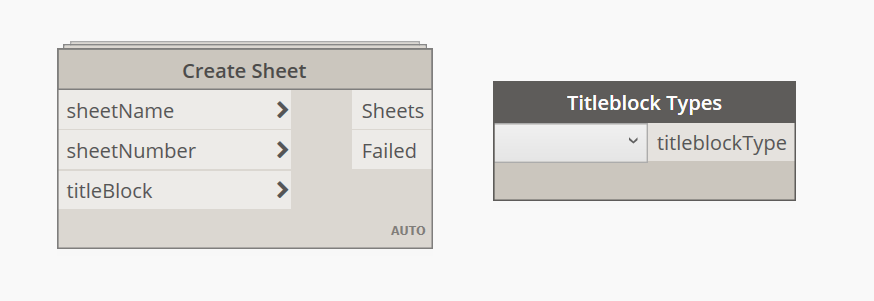 Create Sheet
sheetName
Sheets
sheetNumber
Failed
titleBlock
AUTO
Titleblock Types
titleblockType